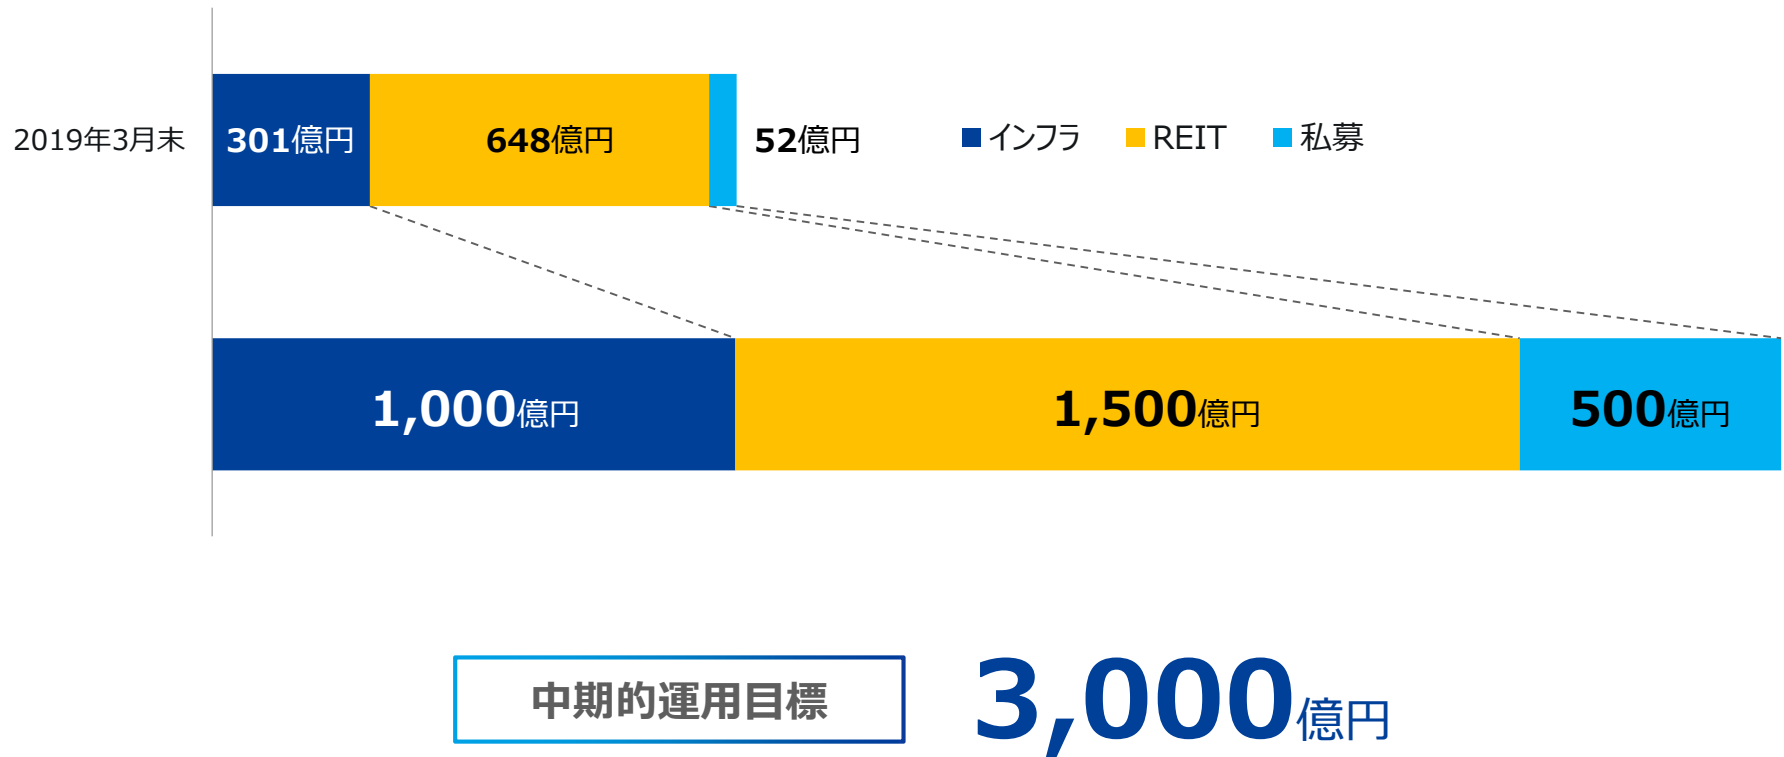 2019年3月末 301億円 648億円 52億円 インフラ REIT 私募
1,000億円 1,500億円 500億円
中期的運用目標 3,000億円